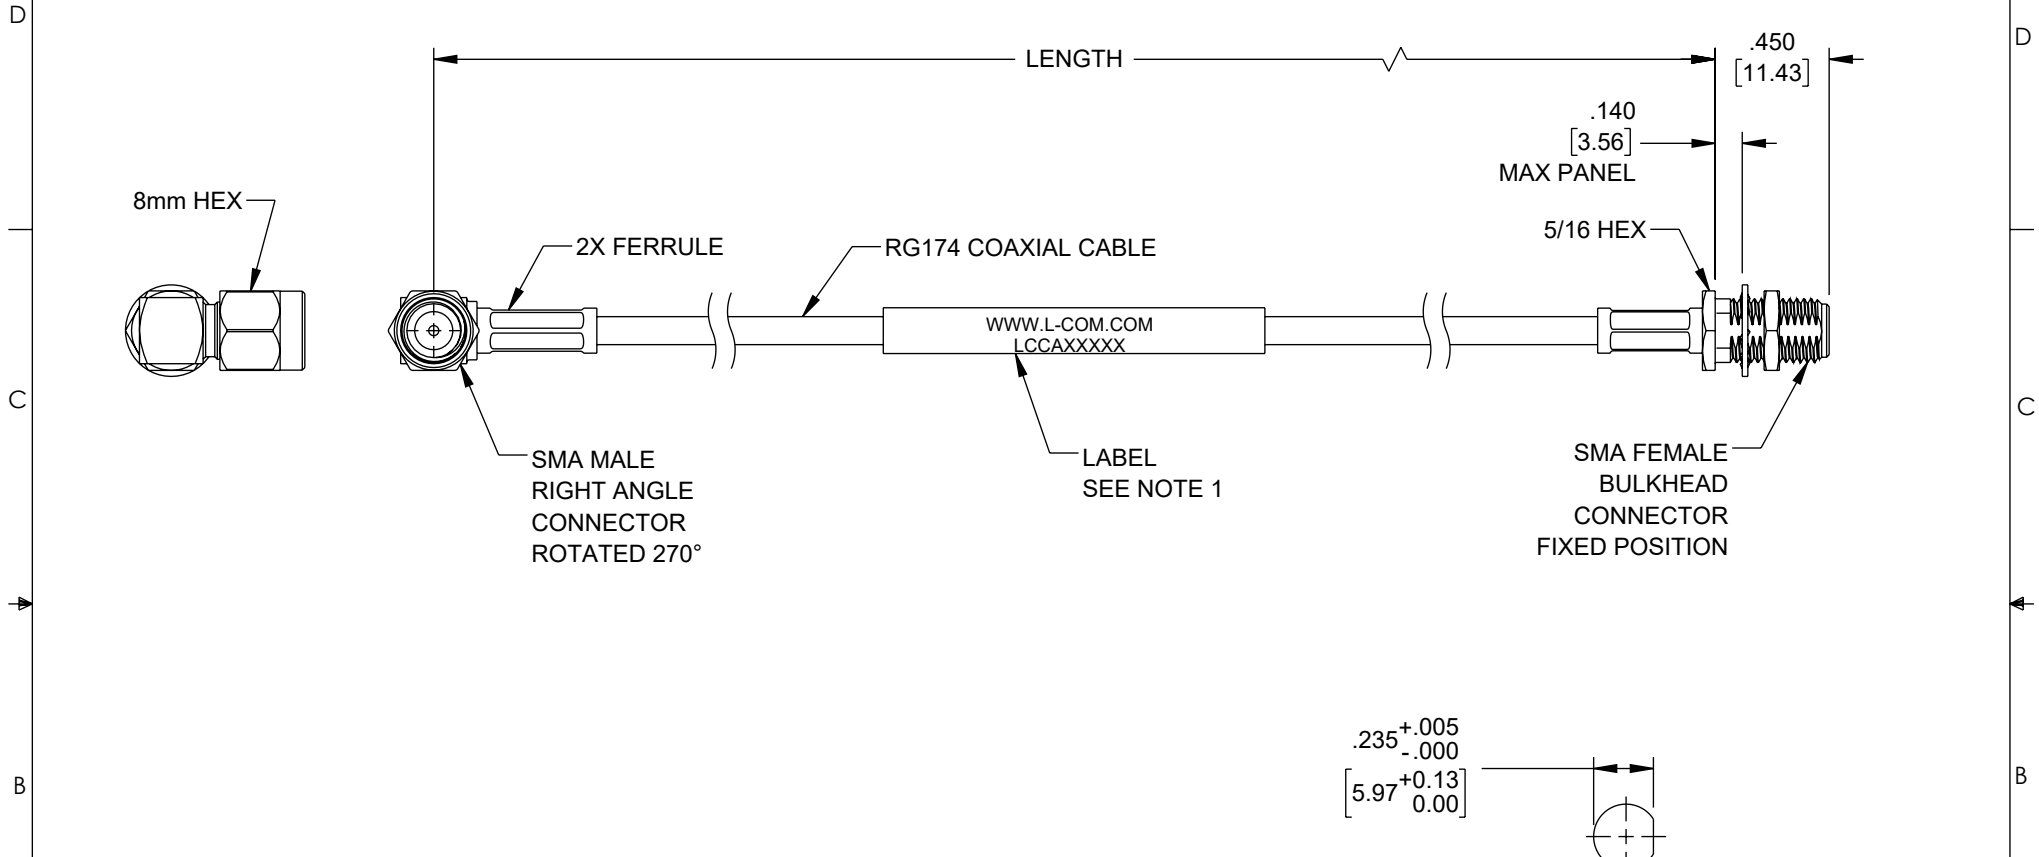 D
D
LENGTH
.450
[11.43]
.140
[3.56]
MAX PANEL
8mm HEX
5/16 HEX
2X FERRULE
RG174 COAXIAL CABLE
WWW.L-COM.COM
LCCAXXXXX
C
C
SMA MALE
RIGHT ANGLE
CONNECTOR
ROTATED 270°
LABEL
SEE NOTE 1
SMA FEMALE
BULKHEAD
CONNECTOR
FIXED POSITION
.235 +.005
-.000
[5.97 +0.13
0.00]
B
B